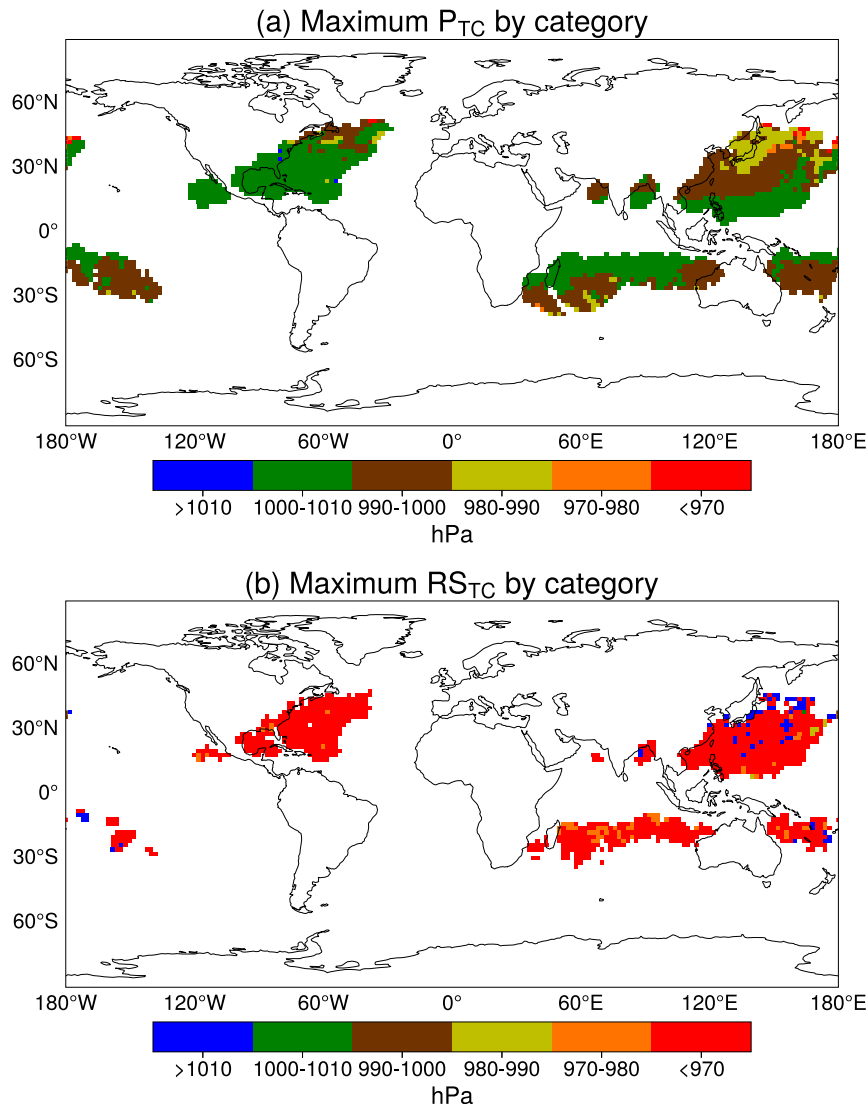 (a) Maximum P_TC by category
60°N
30°N
0°
30°S
60°S
180°W 120°W 60°W 0° 60°E 120°E 180°E
>1010 1000-1010 990-1000 980-990 970-980 <970
hPa
(b) Maximum RS_TC by category
60°N
30°N
0°
30°S
60°S
180°W 120°W 60°W 0° 60°E 120°E 180°E
>1010 1000-1010 990-1000 980-990 970-980 <970
hPa